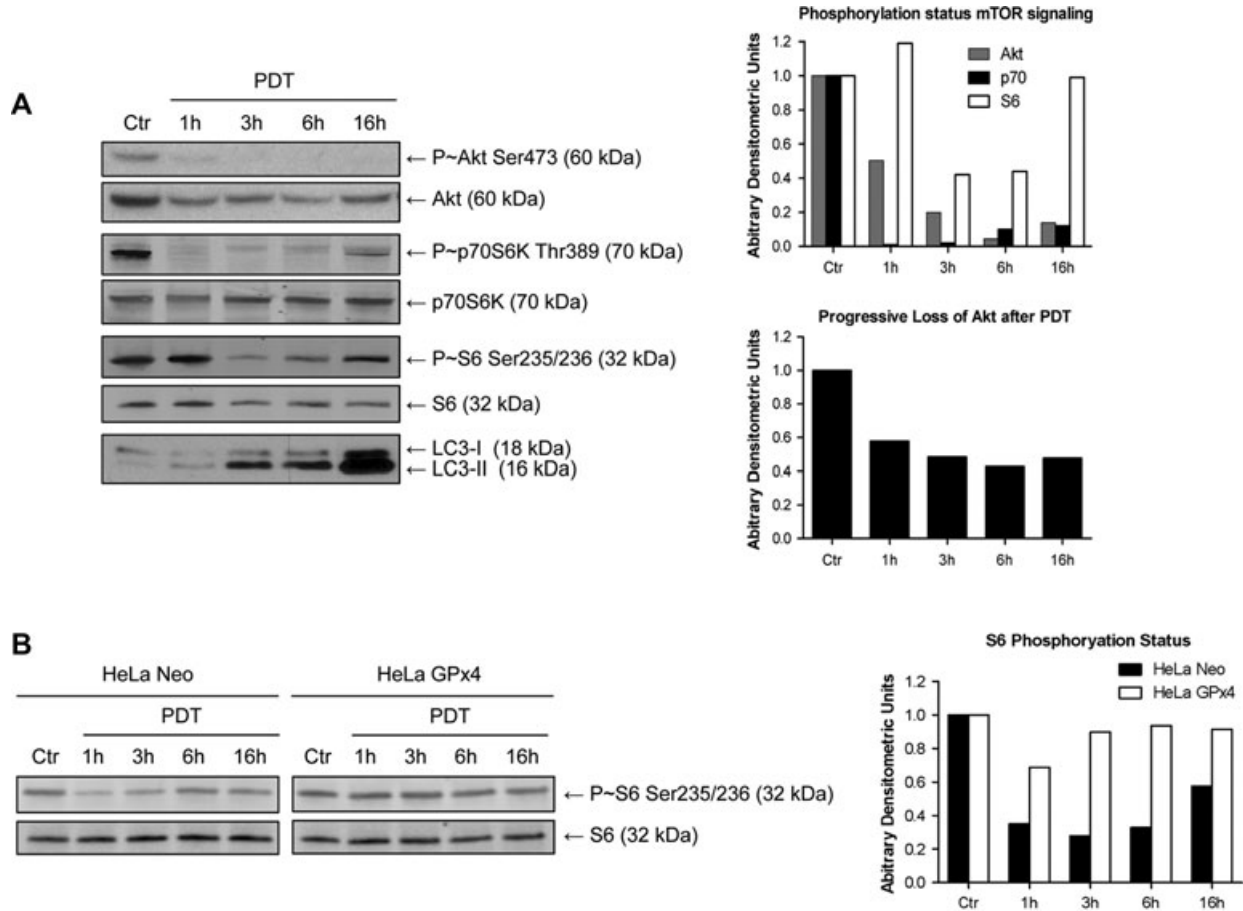 A
PDT
Ctr 1h 3h 6h 16h
← P~Akt Ser473 (60 kDa)
← Akt (60 kDa)
← P~p70S6K Thr389 (70 kDa)
← p70S6K (70 kDa)
← P~S6 Ser235/236 (32 kDa)
← S6 (32 kDa)
← LC3-I (18 kDa)
← LC3-II (16 kDa)
Phosphorylation status mTOR signaling
Abitrary Densitometric Units
1.2
1.0
0.8
0.6
0.4
0.2
0.0
Akt
p70
S6
Ctr 1h 3h 6h 16h
Progressive Loss of Akt after PDT
Abitrary Densitometric Units
1.2
1.0
0.8
0.6
0.4
0.2
0.0
Ctr 1h 3h 6h 16h
B
HeLa Neo HeLa GPx4
PDT PDT
Ctr 1h 3h 6h 16h Ctr 1h 3h 6h 16h
← P~S6 Ser235/236 (32 kDa)
← S6 (32 kDa)
S6 Phosphoryation Status
Abitrary Densitometric Units
1.2
1.0
0.8
0.6
0.4
0.2
0.0
HeLa Neo
HeLa GPx4
Ctr 1h 3h 6h 16h